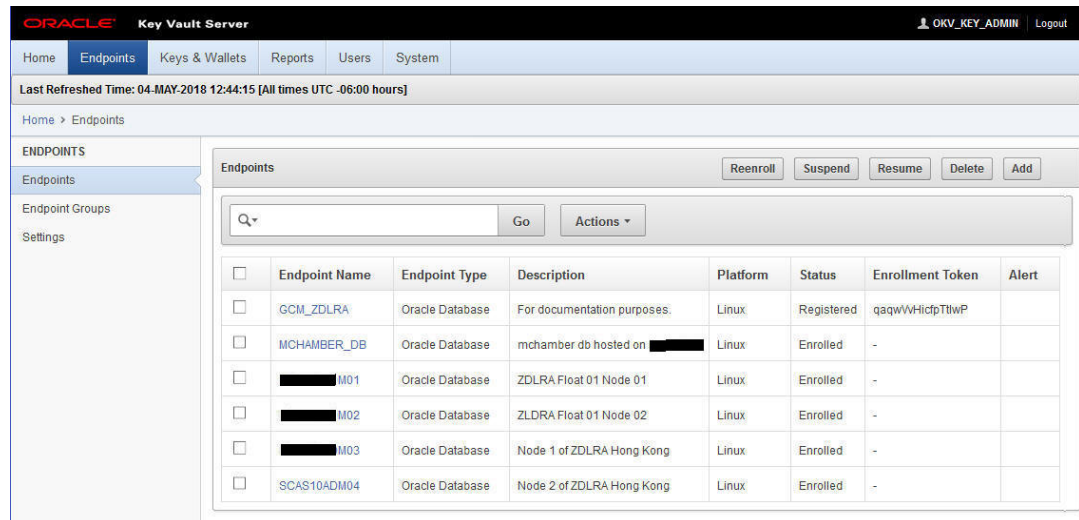 ORACLE Key Vault Server OKV_KEY_ADMIN Logout
Home Endpoints Keys & Wallets Reports Users System
Last Refreshed Time: 04-MAY-2018 12:44:15 [All times UTC -06:00 hours]
Home > Endpoints
ENDPOINTS
Endpoints
Endpoint Groups
Settings
Endpoints Reenroll Suspend Resume Delete Add
Go Actions
Endpoint Name Endpoint Type Description Platform Status Enrollment Token Alert
GCM_ZDLRA Oracle Database For documentation purposes. Linux Registered
MCHAMBER_DB Oracle Database mchamber db hosted on Linux Enrolled -
M01 Oracle Database ZDLRA Float 01 Node 01 Linux Enrolled -
M02 Oracle Database ZLDRA Float 01 Node 02 Linux Enrolled -
M03 Oracle Database Node 1 of ZDLRA Hong Kong Linux Enrolled -
SCAS10ADM04 Oracle Database Node 2 of ZDLRA Hong Kong Linux Enrolled -